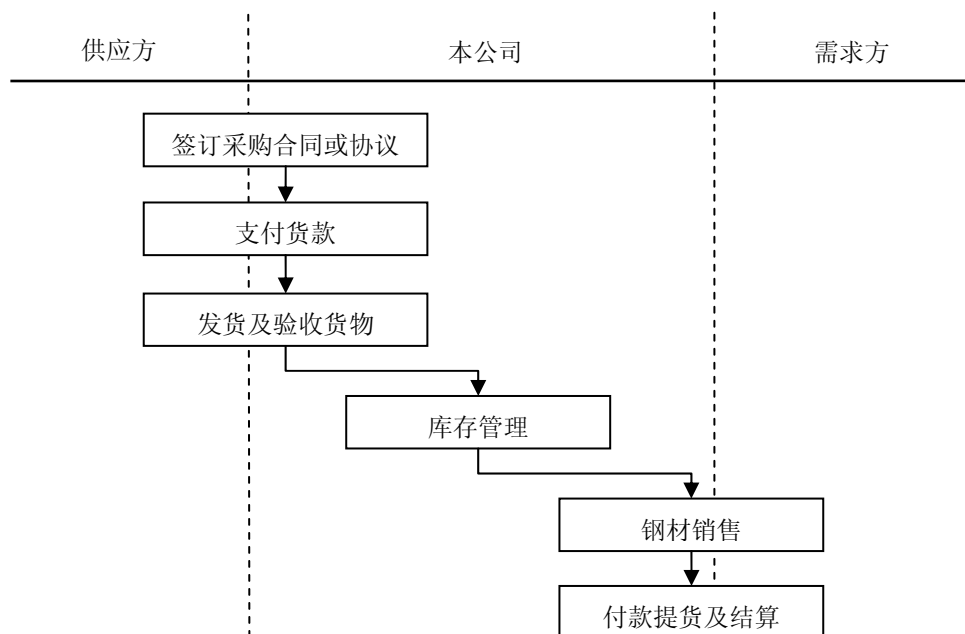 供应方
本公司
需求方
签订采购合同或协议
支付货款
发货及验收货物
库存管理
钢材销售
付款提货及结算